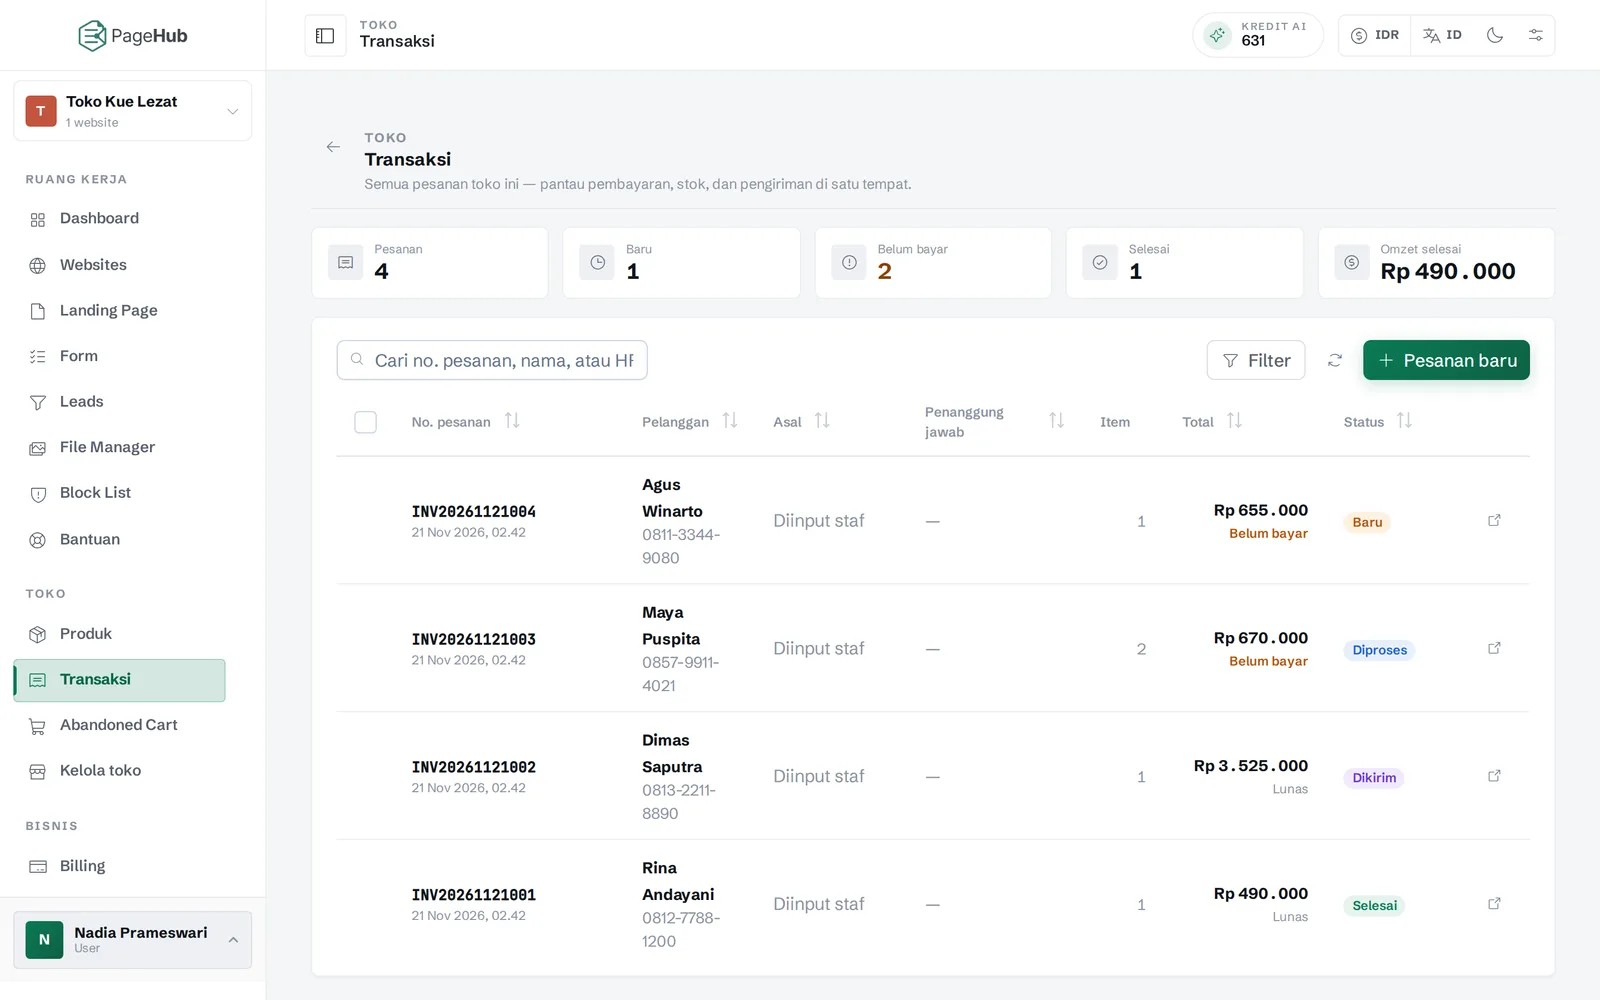 PageHub
TOKO
Transaksi
KREDIT AI
631
IDR
ID
T
Toko Kue Lezat
1 website
RUANG KERJA
Dashboard
Websites
Landing Page
Form
Leads
File Manager
Block List
Bantuan
TOKO
Produk
Transaksi
Abandoned Cart
Kelola toko
BISNIS
Billing
N
Nadia Prameswari
User
TOKO
Transaksi
Semua pesanan toko ini — pantau pembayaran, stok, dan pengiriman di satu tempat.
Pesanan
4
Baru
1
Belum bayar
2
Selesai
1
Omzet selesai
Rp 490.000
Cari no. pesanan, nama, atau HP
Filter
Pesanan baru
No. pesanan
Pelanggan
Asal
Penanggung
jawab
Item
Total
Status
INV20261121004
21 Nov 2026, 02.42
Agus
Winarto
0811-3344-
9080
Diinput staf
—
1
Rp 655.000
Belum bayar
Baru
INV20261121003
21 Nov 2026, 02.42
Maya
Puspita
0857-9911-
4021
Diinput staf
—
2
Rp 670.000
Belum bayar
Diproses
INV20261121002
21 Nov 2026, 02.42
Dimas
Saputra
0813-2211-
8890
Diinput staf
—
1
Rp 3.525.000
Lunas
Dikirim
INV20261121001
21 Nov 2026, 02.42
Rina
Andayani
0812-7788-
1200
Diinput staf
—
1
Rp 490.000
Lunas
Selesai